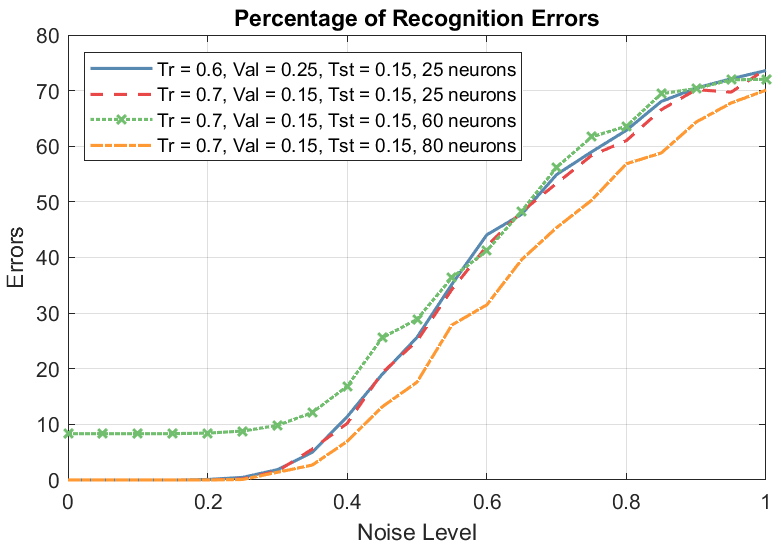 Percentage of Recognition Errors
80
70
60
50
40
30
20
10
0
Errors
Tr = 0.6, Val = 0.25, Tst = 0.15, 25 neurons
Tr = 0.7, Val = 0.15, Tst = 0.15, 25 neurons
Tr = 0.7, Val = 0.15, Tst = 0.15, 60 neurons
Tr = 0.7, Val = 0.15, Tst = 0.15, 80 neurons
0 0.2 0.4 0.6 0.8 1
Noise Level